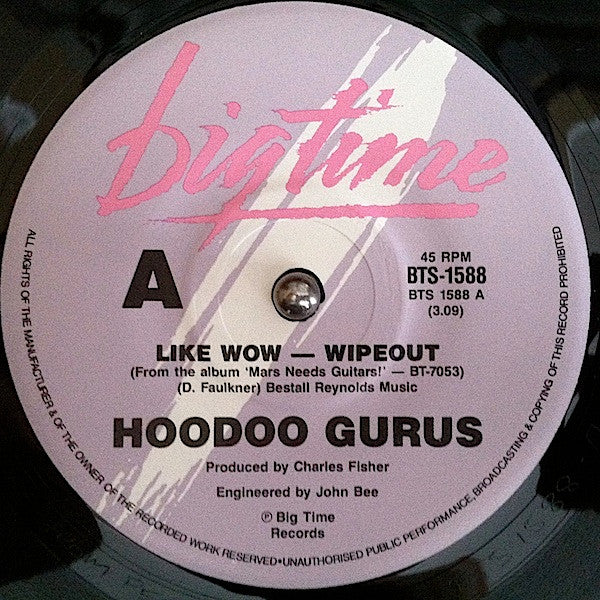 bigtime
A
45 RPM
BTS-1588
BTS 1588 A
(3.09)
LIKE WOW — WIPEOUT
(From the album ‘Mars Needs Guitars!’ — BT-7053)
(D. Faulkner) Bestall Reynolds Music
HOODOO GURUS
Produced by Charles Fisher
Engineered by John Bee
℗ Big Time
Records
ALL RIGHTS OF THE MANUFACTURER & OF THE OWNER OF THE RECORDED WORK RESERVED•UNAUTHORISED PUBLIC PERFORMANCE, BROADCASTING & COPYING OF THIS RECORD PROHIBITED